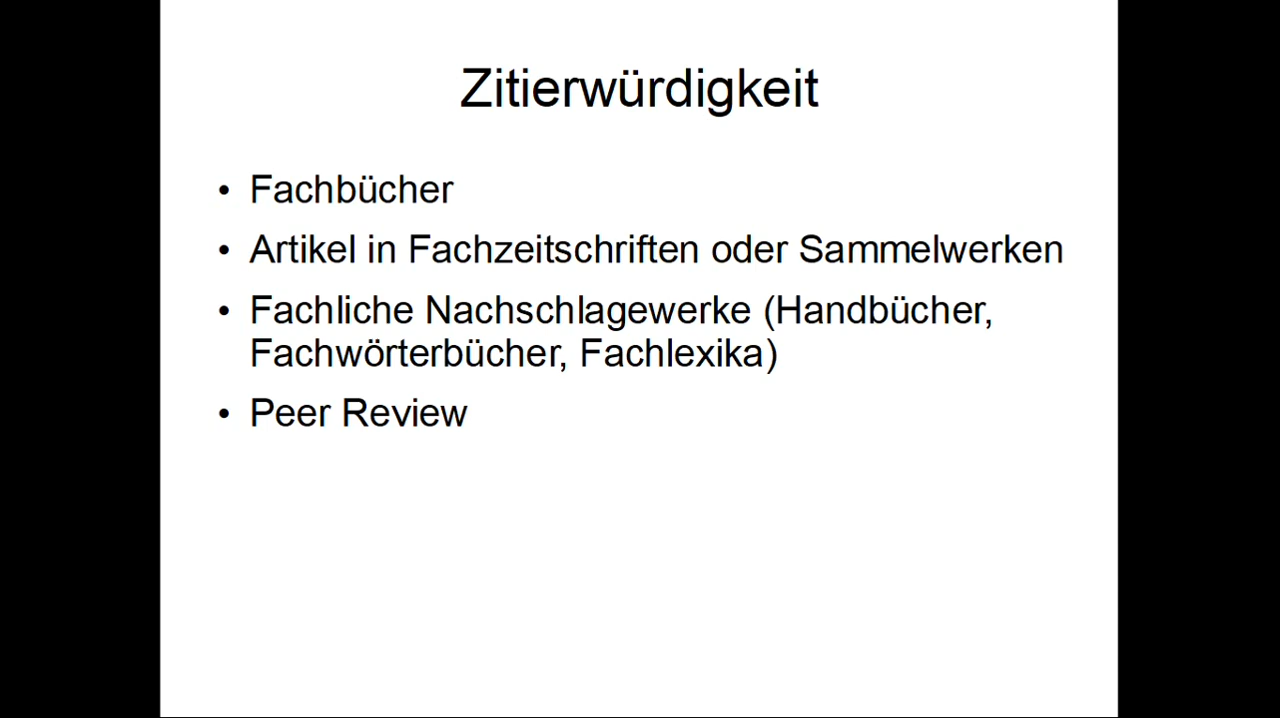 Zitierwürdigkeit
• Fachbücher
• Artikel in Fachzeitschriften oder Sammelwerken
• Fachliche Nachschlagewerke (Handbücher,
Fachwörterbücher, Fachlexika)
• Peer Review